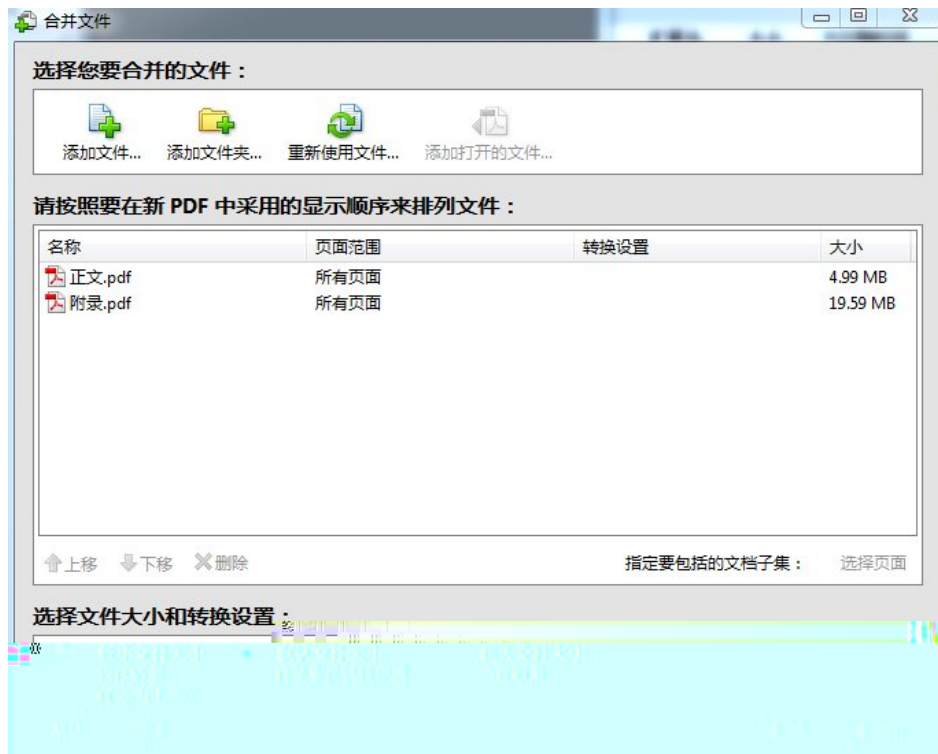 合并文件
选择您要合并的文件：
添加文件... 添加文件夹... 重新使用文件... 添加打开的文件...
请按照要在新 PDF 中采用的显示顺序来排列文件：
名称 页面范围 转换设置 大小
正文.pdf 所有页面 4.99 MB
附录.pdf 所有页面 19.59 MB
上移 下移 删除 指定要包括的文档子集： 选择页面
选择文件大小和转换设置：